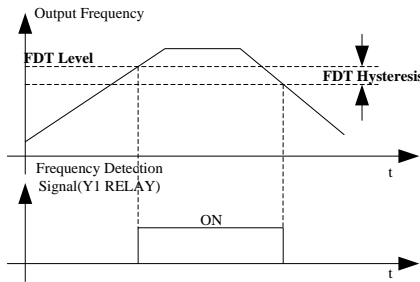 Output Frequency
FDT Level
FDT Hysteresis
t
Frequency Detection
Signal(Y1 RELAY)
ON
t